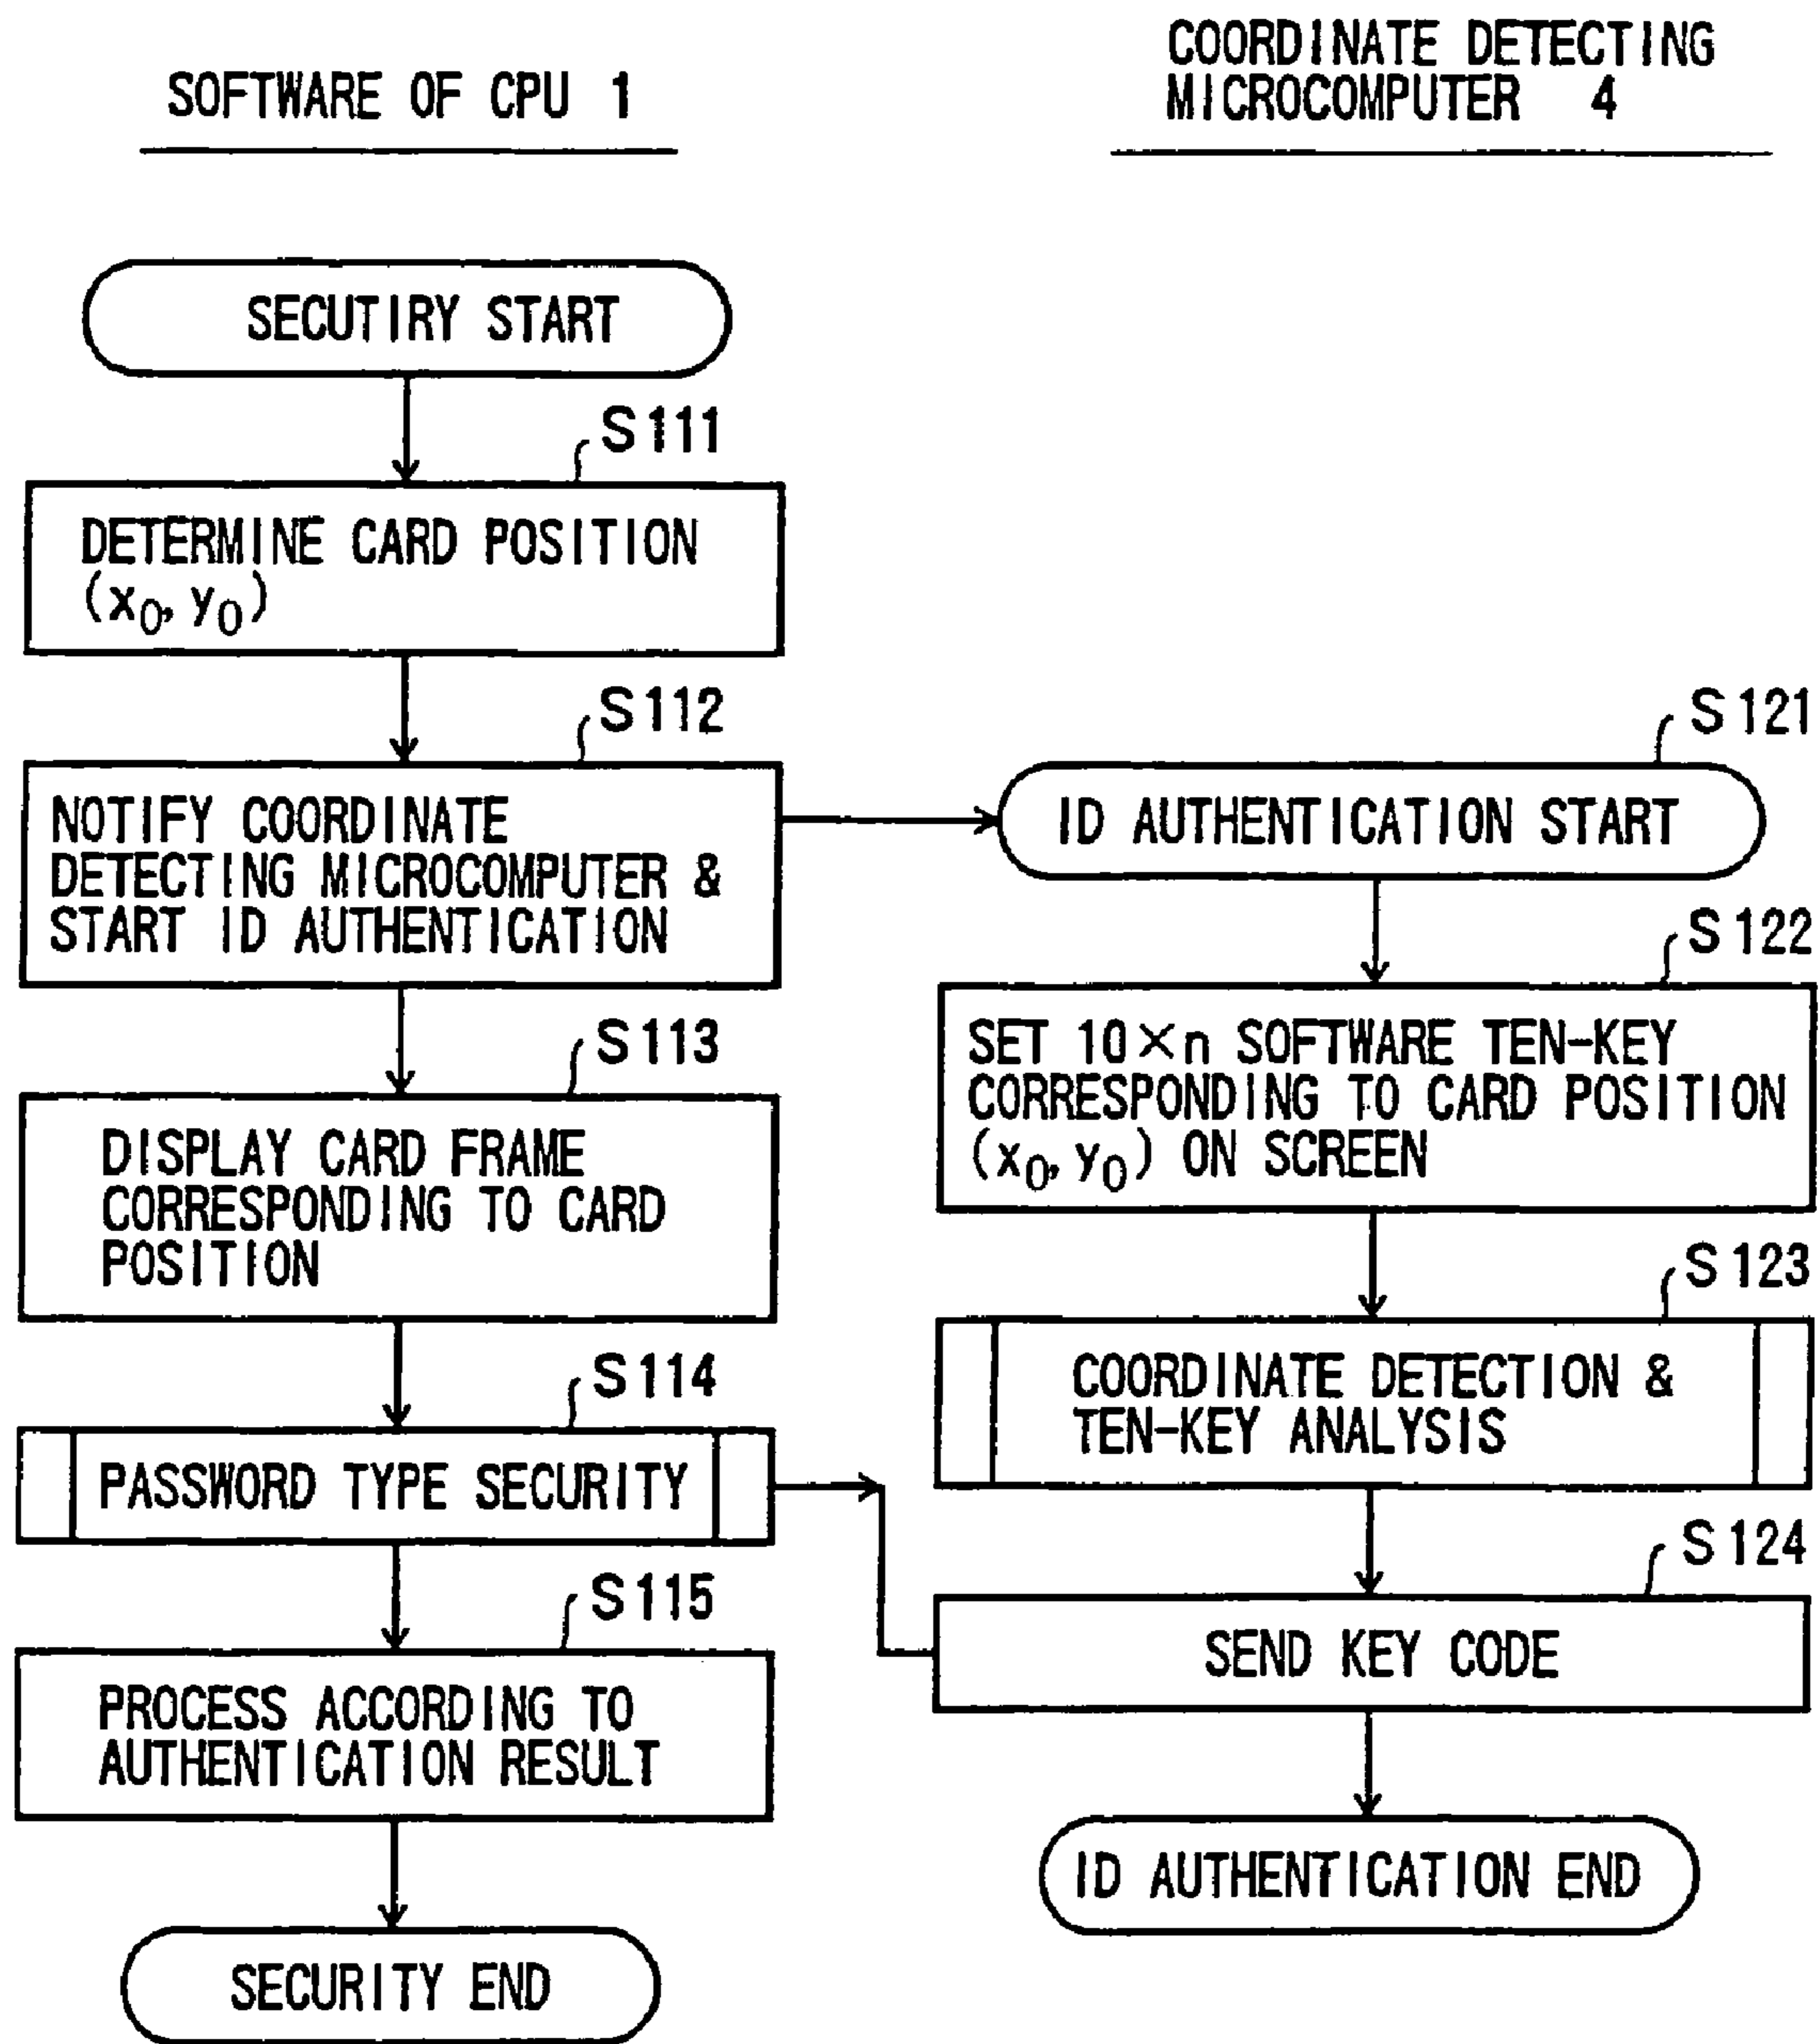 SOFTWARE OF CPU 1
COORDINATE DETECTING
MICROCOMPUTER 4
SECUTIRY START
S111
DETERMINE CARD POSITION
(x₀, y₀)
S112
NOTIFY COORDINATE
DETECTING MICROCOMPUTER &
START ID AUTHENTICATION
S113
DISPLAY CARD FRAME
CORRESPONDING TO CARD
POSITION
S114
PASSWORD TYPE SECURITY
S115
PROCESS ACCORDING TO
AUTHENTICATION RESULT
SECURITY END
S121
ID AUTHENTICATION START
S122
SET 10×n SOFTWARE TEN-KEY
CORRESPONDING TO CARD POSITION
(x₀, y₀) ON SCREEN
S123
COORDINATE DETECTION &
TEN-KEY ANALYSIS
S124
SEND KEY CODE
ID AUTHENTICATION END